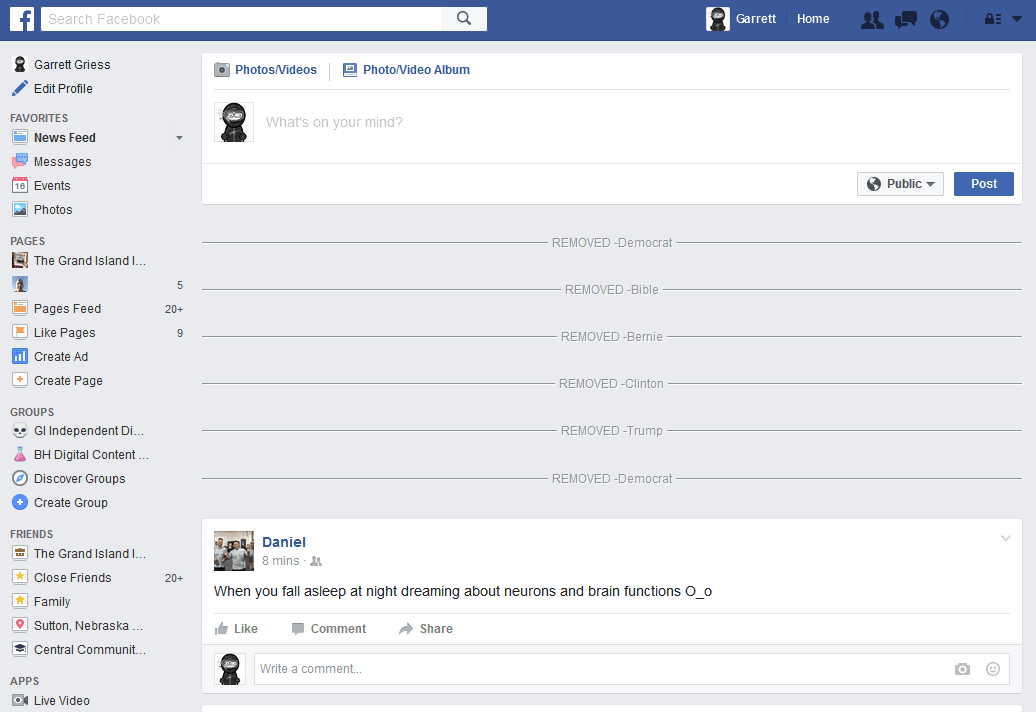 Search Facebook
Garrett Home
Garrett Griess
Edit Profile
FAVORITES
News Feed
Messages
16 Events
Photos
PAGES
The Grand Island I...
5
Pages Feed 20+
Like Pages 9
Create Ad
Create Page
GROUPS
GI Independent Di...
BH Digital Content ...
Discover Groups
Create Group
FRIENDS
The Grand Island I...
Close Friends 20+
Family
Sutton, Nebraska ...
Central Communit...
APPS
Live Video
Photos/Videos Photo/Video Album
What's on your mind?
Public Post
REMOVED -Democrat
REMOVED -Bible
REMOVED -Bernie
REMOVED -Clinton
REMOVED -Trump
REMOVED -Democrat
Daniel
8 mins ·
When you fall asleep at night dreaming about neurons and brain functions O_o
Like Comment Share
Write a comment...